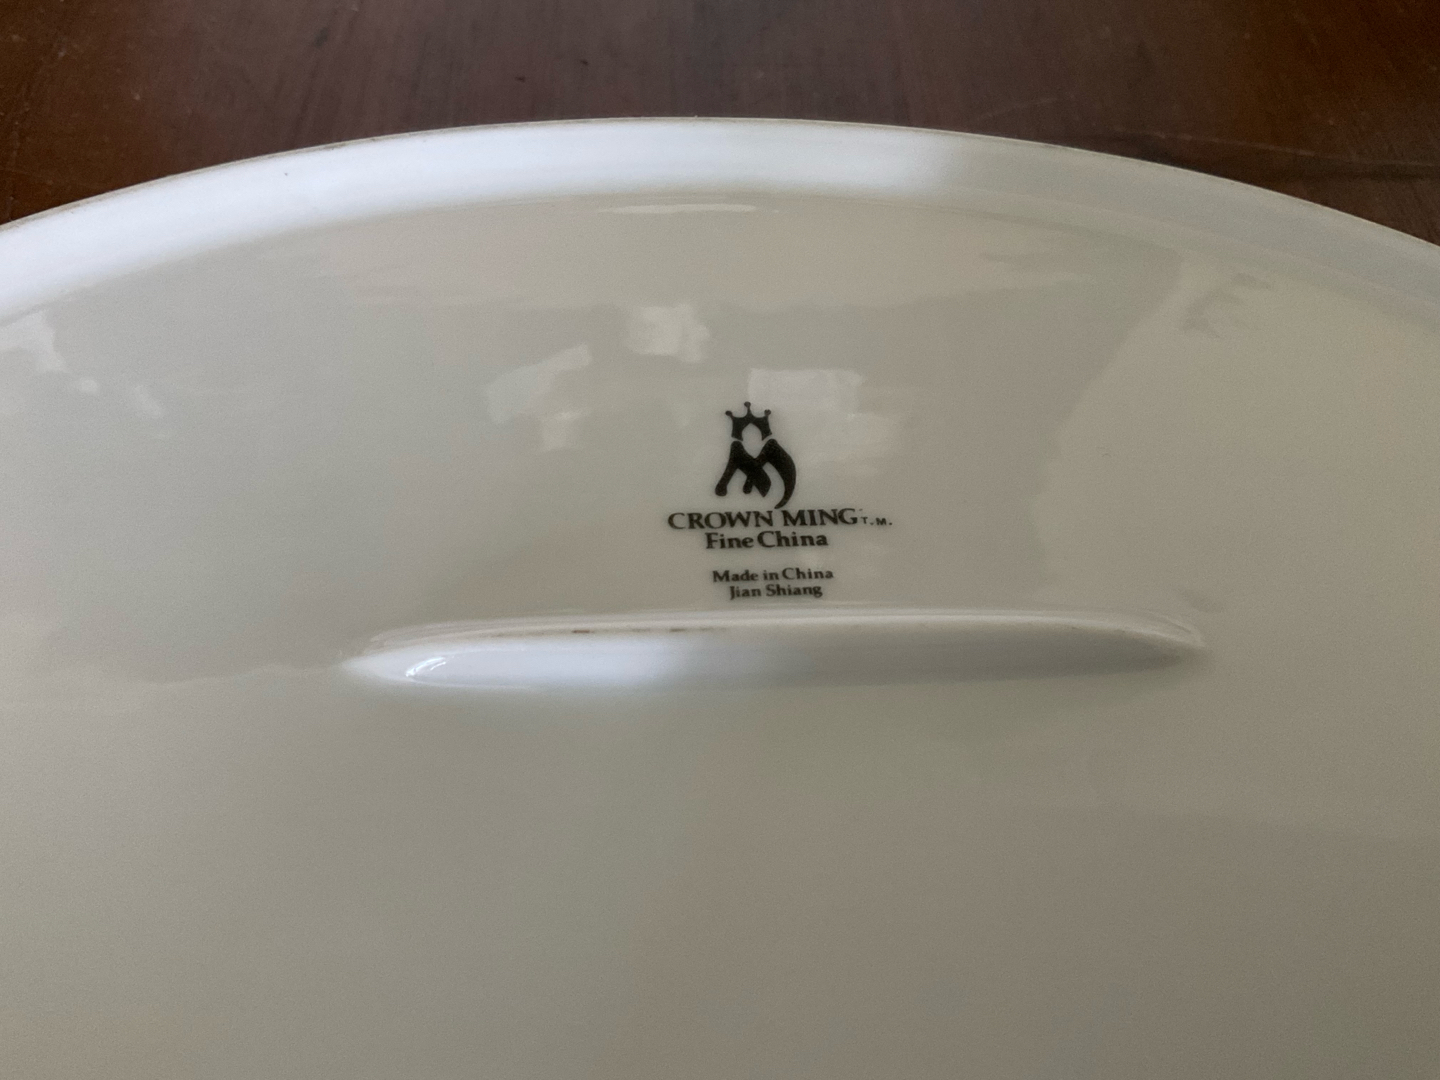 CROWN MING T.M.
Fine China
Made in China
Jian Shiang